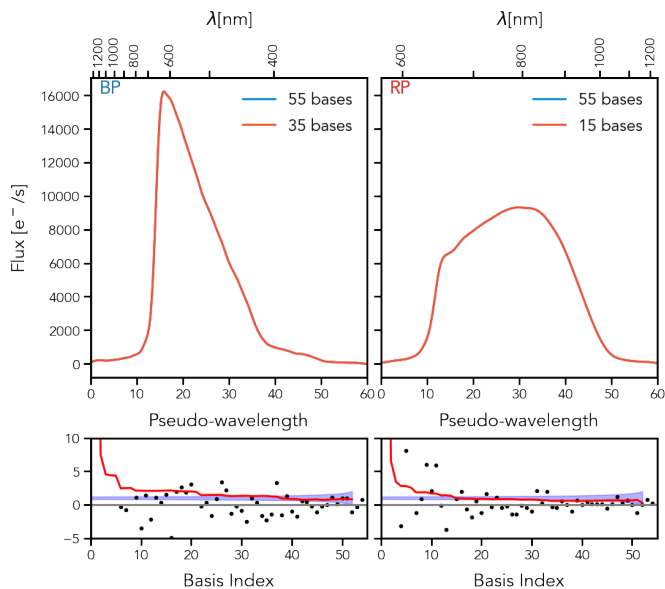 λ[nm]
λ[nm]
1200 1000 800 600 400
600 800 1000 1200
BP
55 bases
35 bases
RP
55 bases
15 bases
Flux [e⁻ /s]
16000
14000
12000
10000
8000
6000
4000
2000
0
0 10 20 30 40 50 60
0 10 20 30 40 50 60
Pseudo-wavelength
Pseudo-wavelength
10
5
0
−5
0 10 20 30 40 50
0 10 20 30 40 50
Basis Index
Basis Index